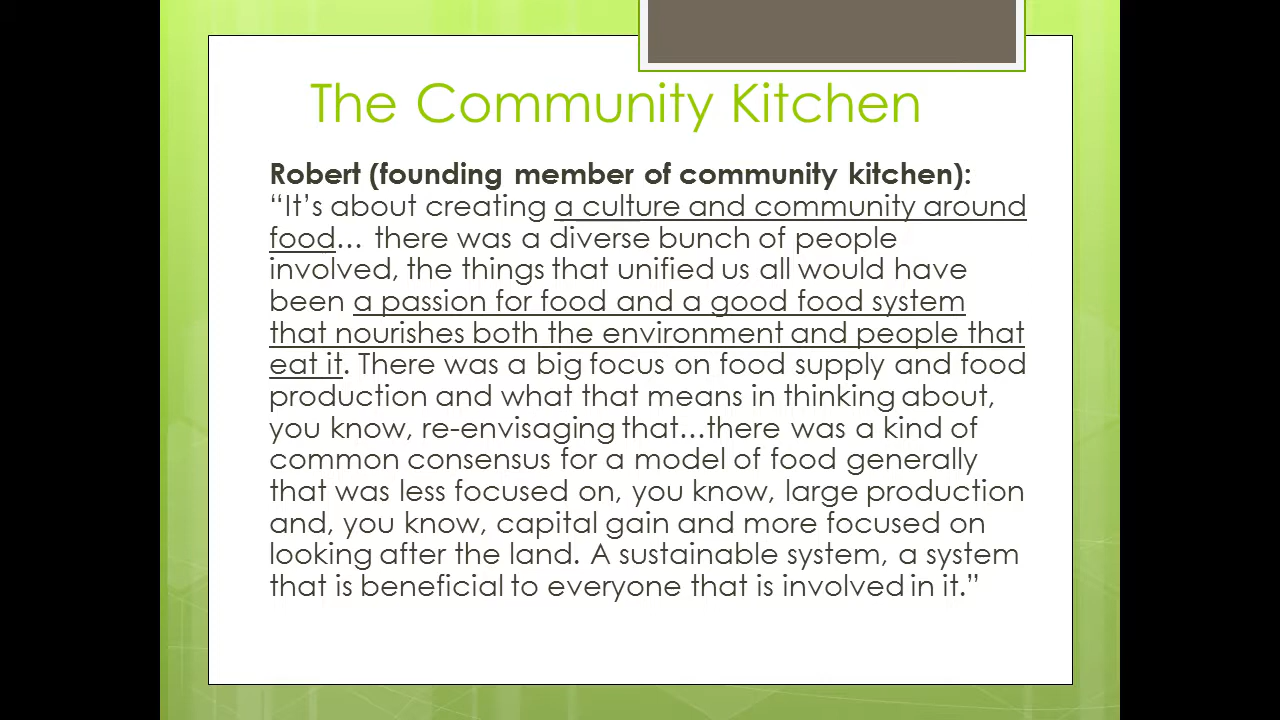 The Community Kitchen
Robert (founding member of community kitchen):
“It’s about creating a culture and community around
food… there was a diverse bunch of people
involved, the things that unified us all would have
been a passion for food and a good food system
that nourishes both the environment and people that
eat it. There was a big focus on food supply and food
production and what that means in thinking about,
you know, re-envisaging that…there was a kind of
common consensus for a model of food generally
that was less focused on, you know, large production
and, you know, capital gain and more focused on
looking after the land. A sustainable system, a system
that is beneficial to everyone that is involved in it.”